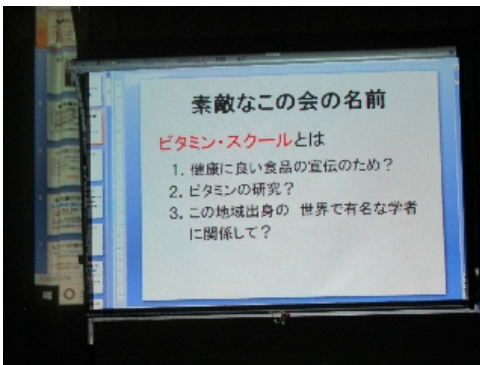 素敵なこの会の名前
ビタミン・スクールとは
1. 健康に良い食品の宣伝のため？
2. ビタミンの研究？
3. この地域出身の 世界で有名な学者
に関係して？